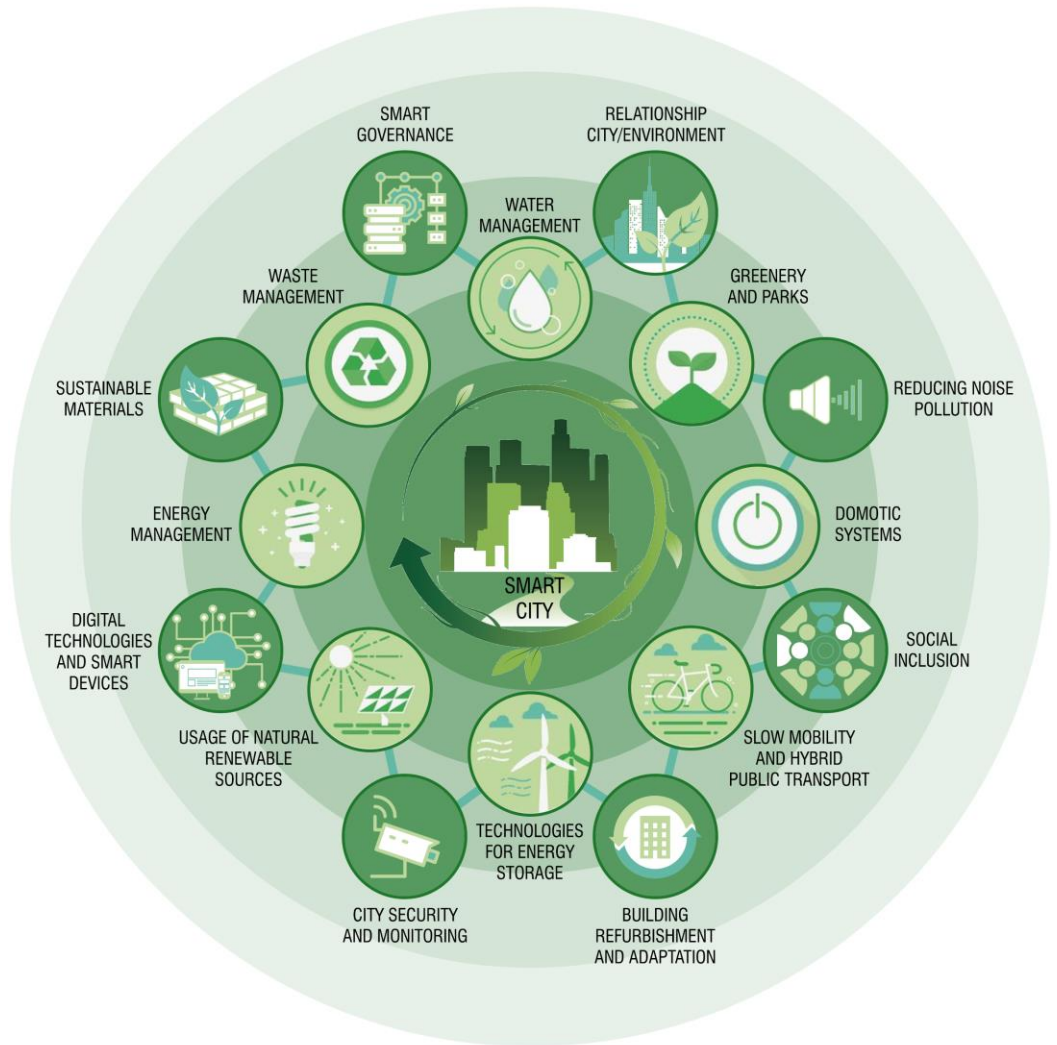 SMART
GOVERNANCE
RELATIONSHIP
CITY/ENVIRONMENT
WATER
MANAGEMENT
WASTE
MANAGEMENT
GREENERY
AND PARKS
SUSTAINABLE
MATERIALS
REDUCING NOISE
POLLUTION
ENERGY
MANAGEMENT
DOMOTIC
SYSTEMS
SMART
CITY
DIGITAL
TECHNOLOGIES
AND SMART
DEVICES
SOCIAL
INCLUSION
USAGE OF NATURAL
RENEWABLE
SOURCES
SLOW MOBILITY
AND HYBRID
PUBLIC TRANSPORT
TECHNOLOGIES
FOR ENERGY
STORAGE
CITY SECURITY
AND MONITORING
BUILDING
REFURBISHMENT
AND ADAPTATION